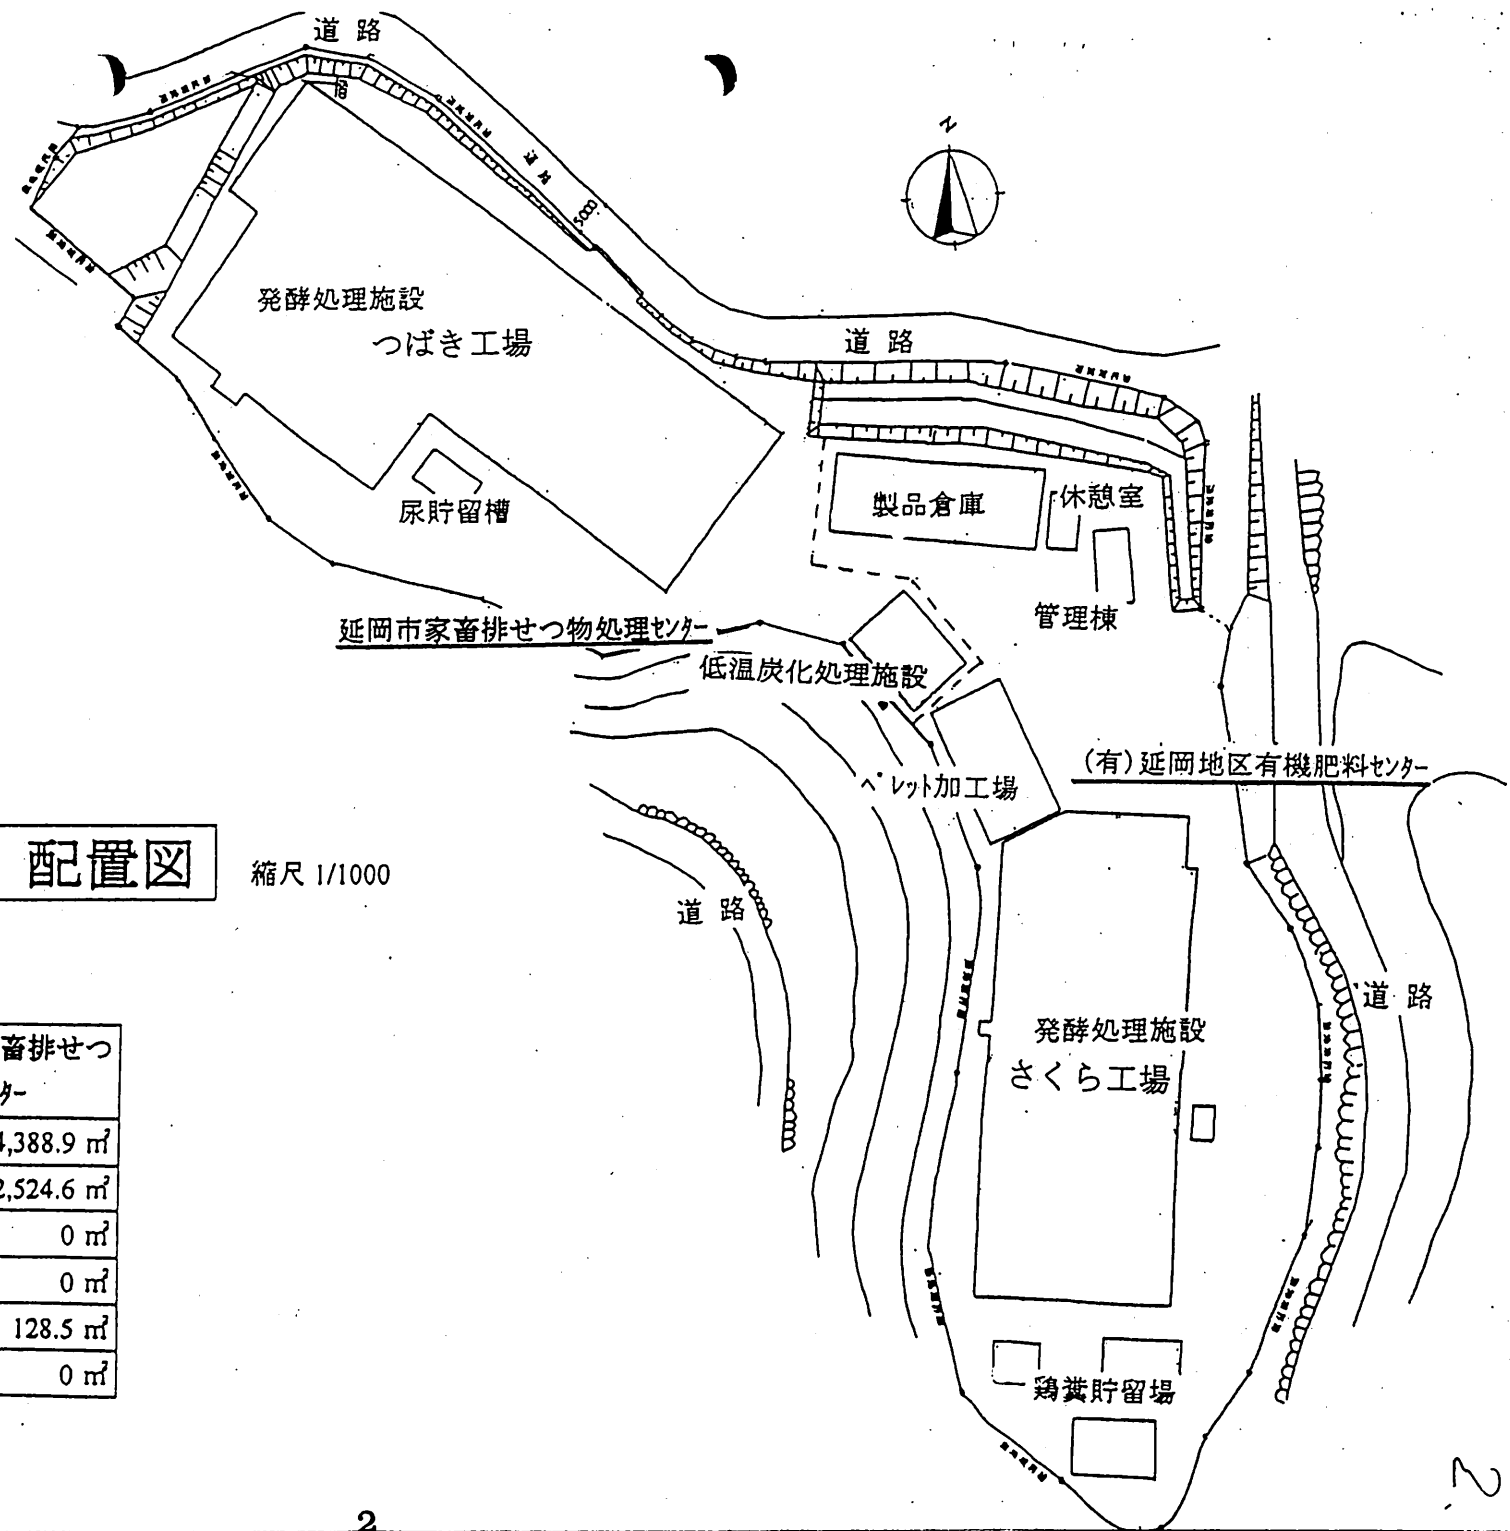 道路
N
道路
5000
発酵処理施設
つばき工場
道路
製品倉庫
休憩室
尿貯留槽
管理棟
延岡市家畜排せつ物処理センター
低温炭化処理施設
(有)延岡地区有機肥料センター
ペレット加工場
配置図
縮尺 1/1000
道路
道路
発酵処理施設
さくら工場
畜排せつ
ター
4,388.9 ㎡
2,524.6 ㎡
0 ㎡
0 ㎡
128.5 ㎡
0 ㎡
鶏糞貯留場
2
2